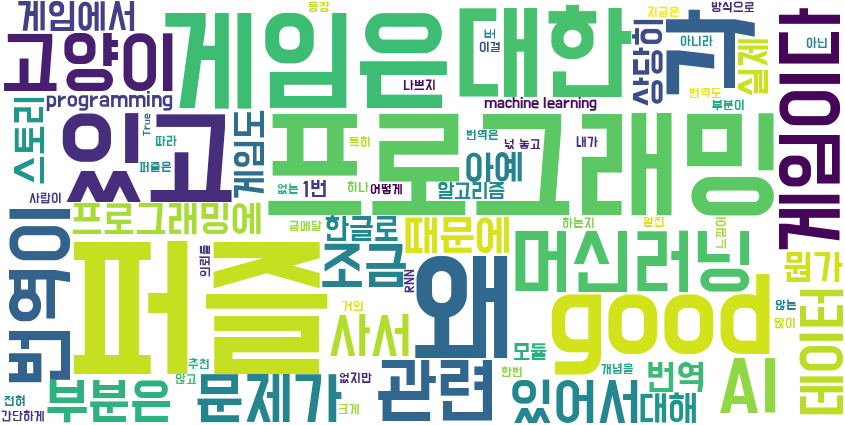 게임에서
등장
지금은
방식으로
고양이
게임은
대한
각
상당히
버
이걸
아니라
실제
아닌
게임이다
programming
나쁘지
machine learning
번역도
부분이
스토리
있고
True
따라
퍼즐은
게임도
프로그래밍
특히
번역은
넋 놓고
내가
아예
사람이
없는
1번
하나
어떻게
알고리즘
번역이
프로그래밍에
금메달
한글로
때문에
하는지
완전
느낌이
의뢰를
퍼즐
조금
왜
RNN
머신러닝
뭔가
거의
사서
good
데이터
않는
많이
추천
모듈
전혀
간단하게
부분은
않고
문제가
없지만
크게
관련
한번
있어서
개념을
대해
번역
AI